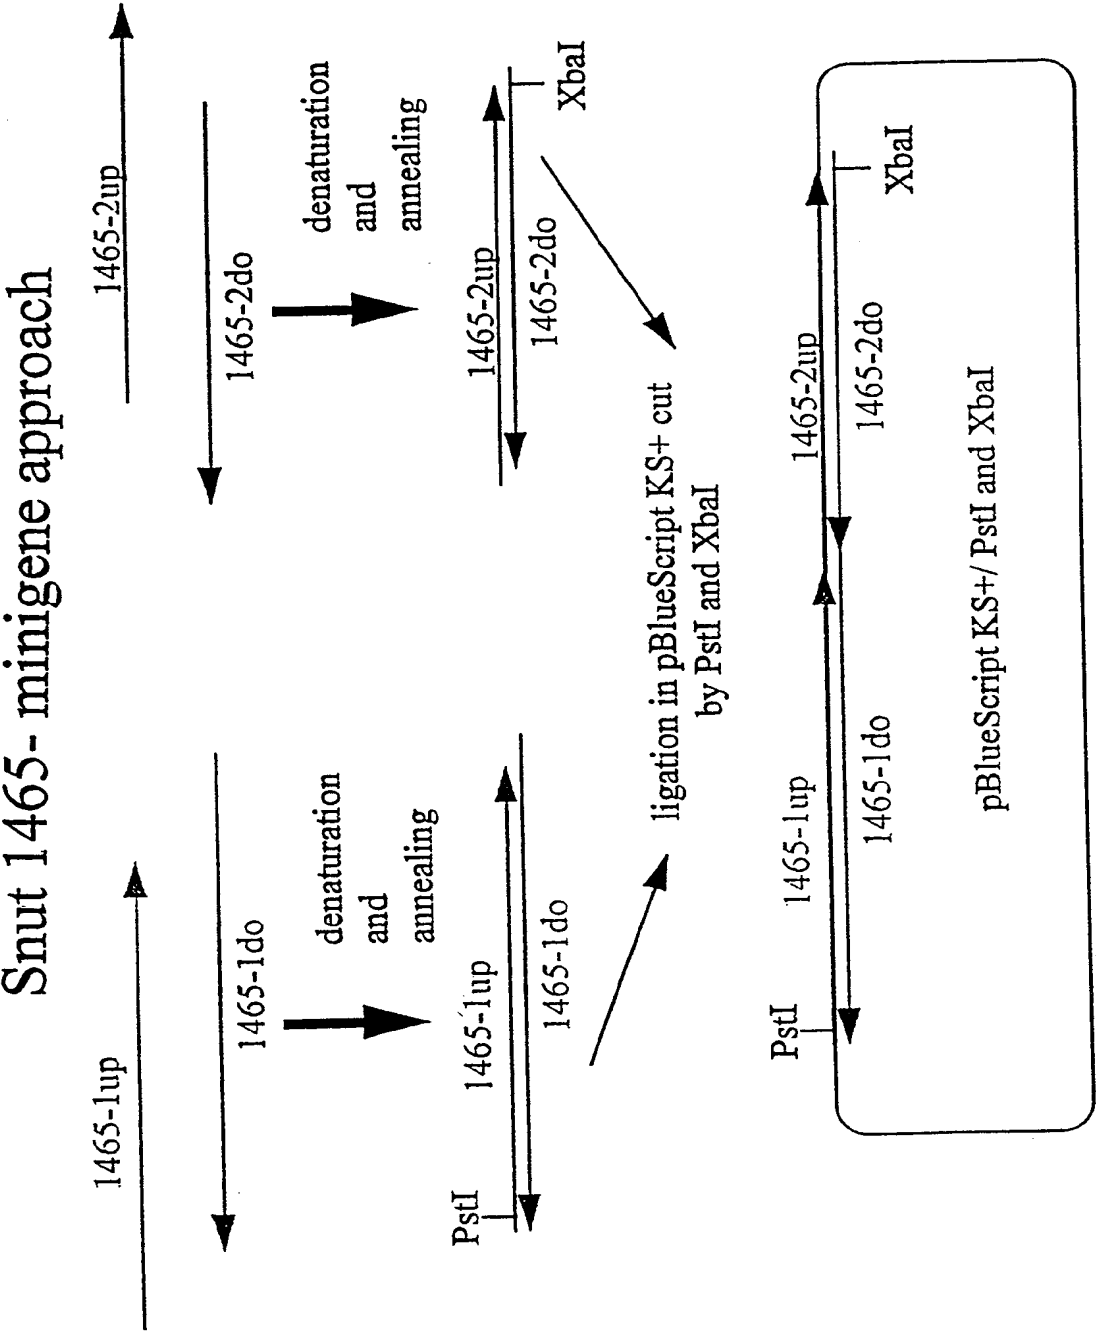 Snut 1465- minigene approach
1465-1up
1465-2up
1465-1do
1465-2do
denaturation
and
annealing
denaturation
and
annealing
PstI
1465-1up
1465-1do
1465-2up
1465-2do
XbaI
ligation in pBlueScript KS+ cut
by PstI and XbaI
PstI
1465-1up
1465-1do
1465-2up
1465-2do
XbaI
pBlueScript KS+/ PstI and XbaI